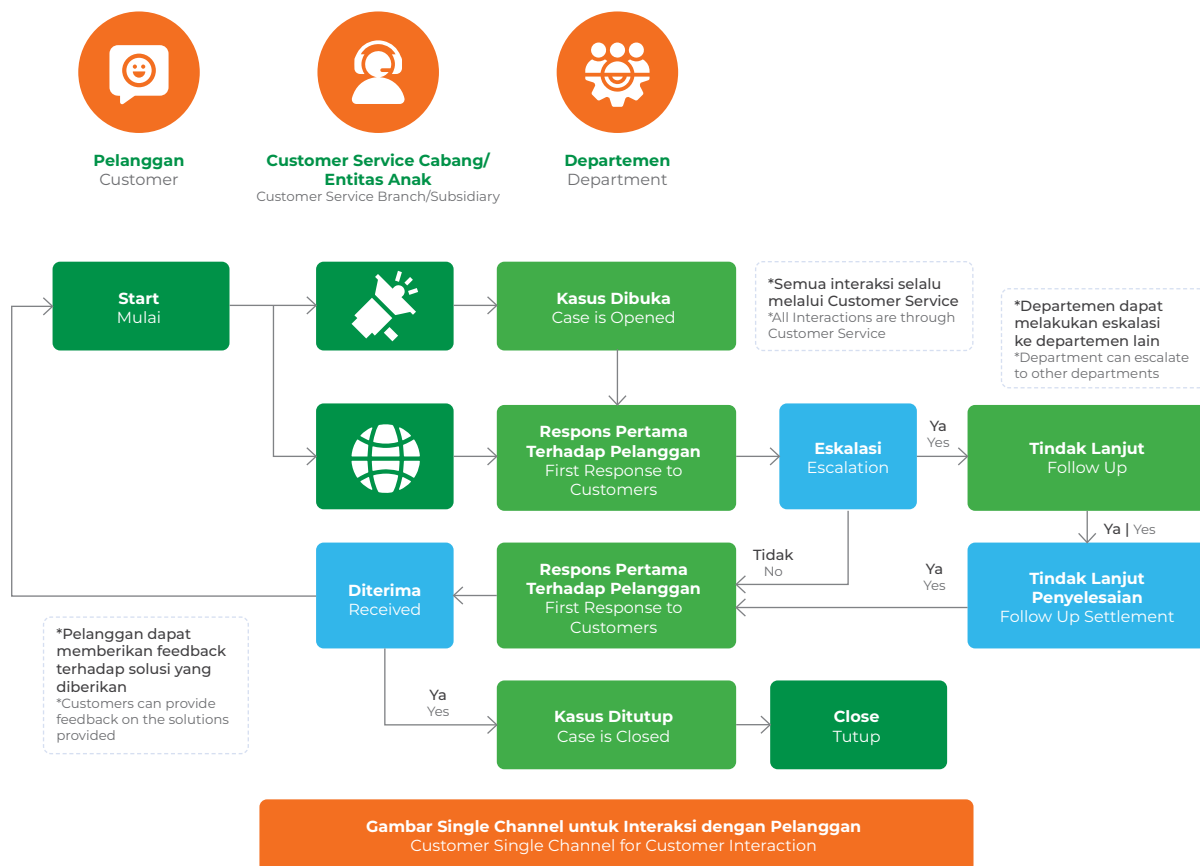 Pelanggan
Customer
Customer Service Cabang/
Entitas Anak
Customer Service Branch/Subsidiary
Departemen
Department
Start
Mulai
Kasus Dibuka
Case is Opened
*Semua interaksi selalu
melalui Customer Service
*All Interactions are through
Customer Service
*Departemen dapat
melakukan eskalasi
ke departemen lain
*Department can escalate
to other departments
Respons Pertama
Terhadap Pelanggan
First Response to
Customers
Eskalasi
Escalation
Ya
Yes
Tindak Lanjut
Follow Up
Ya | Yes
Diterima
Received
Respons Pertama
Terhadap Pelanggan
First Response to
Customers
Tidak
No
Ya
Yes
Tindak Lanjut
Penyelesaian
Follow Up Settlement
*Pelanggan dapat
memberikan feedback
terhadap solusi yang
diberikan
*Customers can provide
feedback on the solutions
provided
Ya
Yes
Kasus Ditutup
Case is Closed
Close
Tutup
Gambar Single Channel untuk Interaksi dengan Pelanggan
Customer Single Channel for Customer Interaction